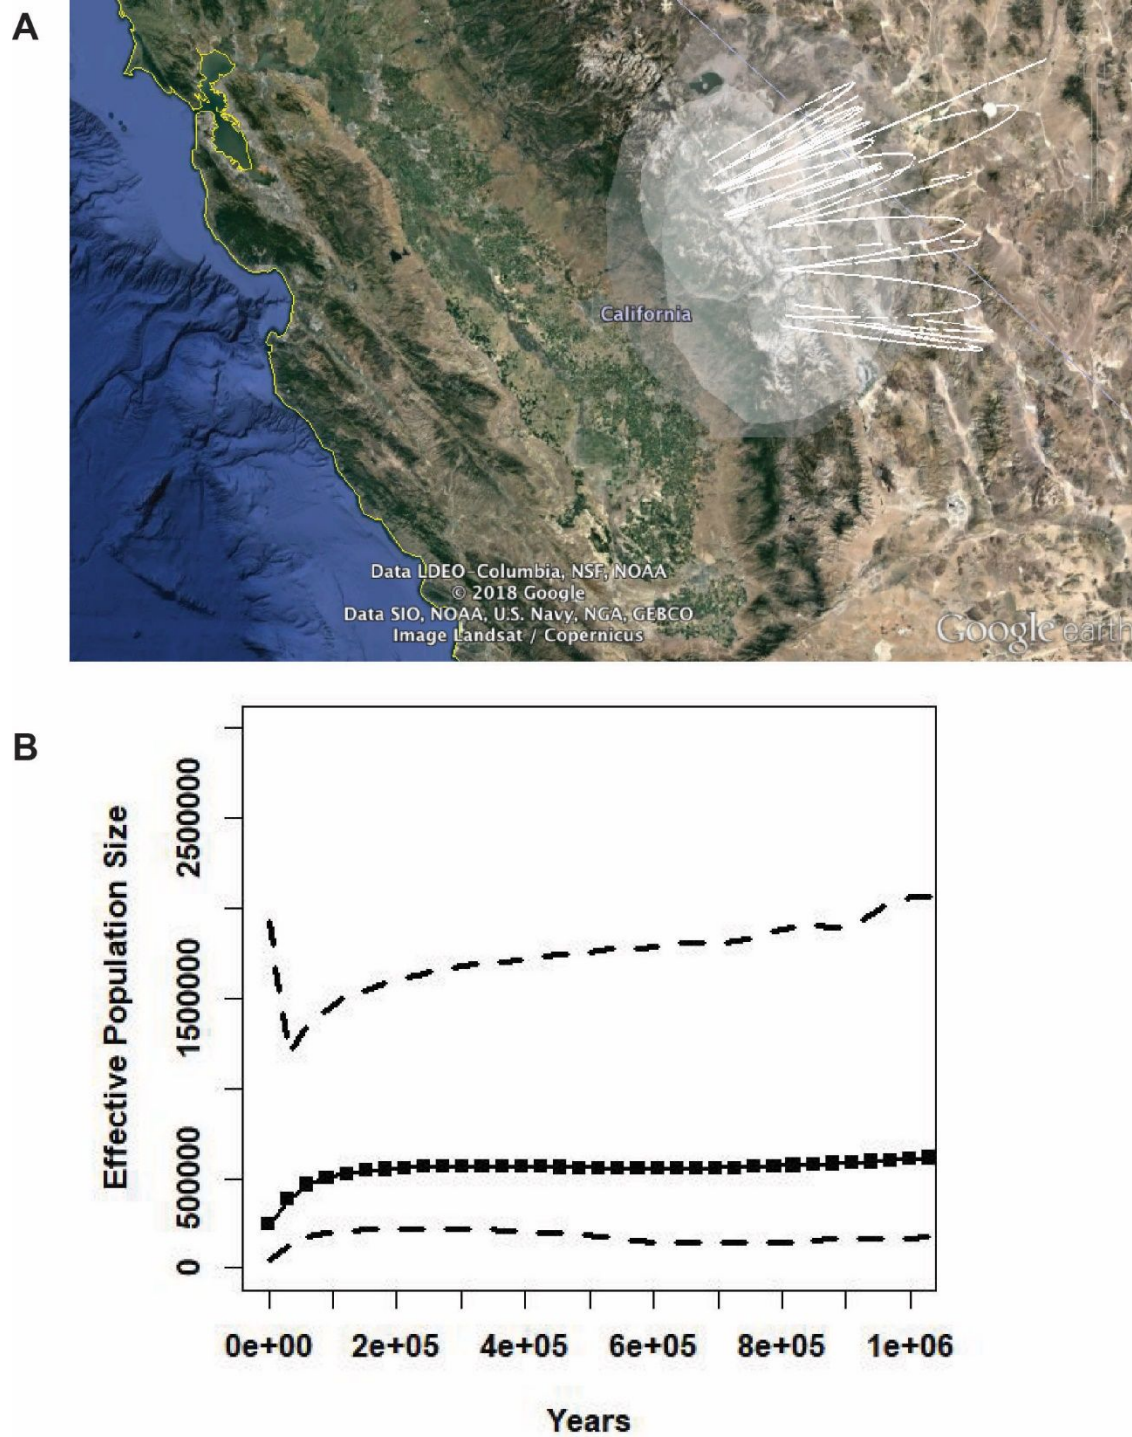 A
California
Data LDEO-Columbia, NSF, NOAA
© 2018 Google
Data SIO, NOAA, U.S. Navy, NGA, GEBCO
Image Landsat / Copernicus
Google earth
B
Effective Population Size
2500000
1500000
500000
0
0e+00 2e+05 4e+05 6e+05 8e+05 1e+06
Years